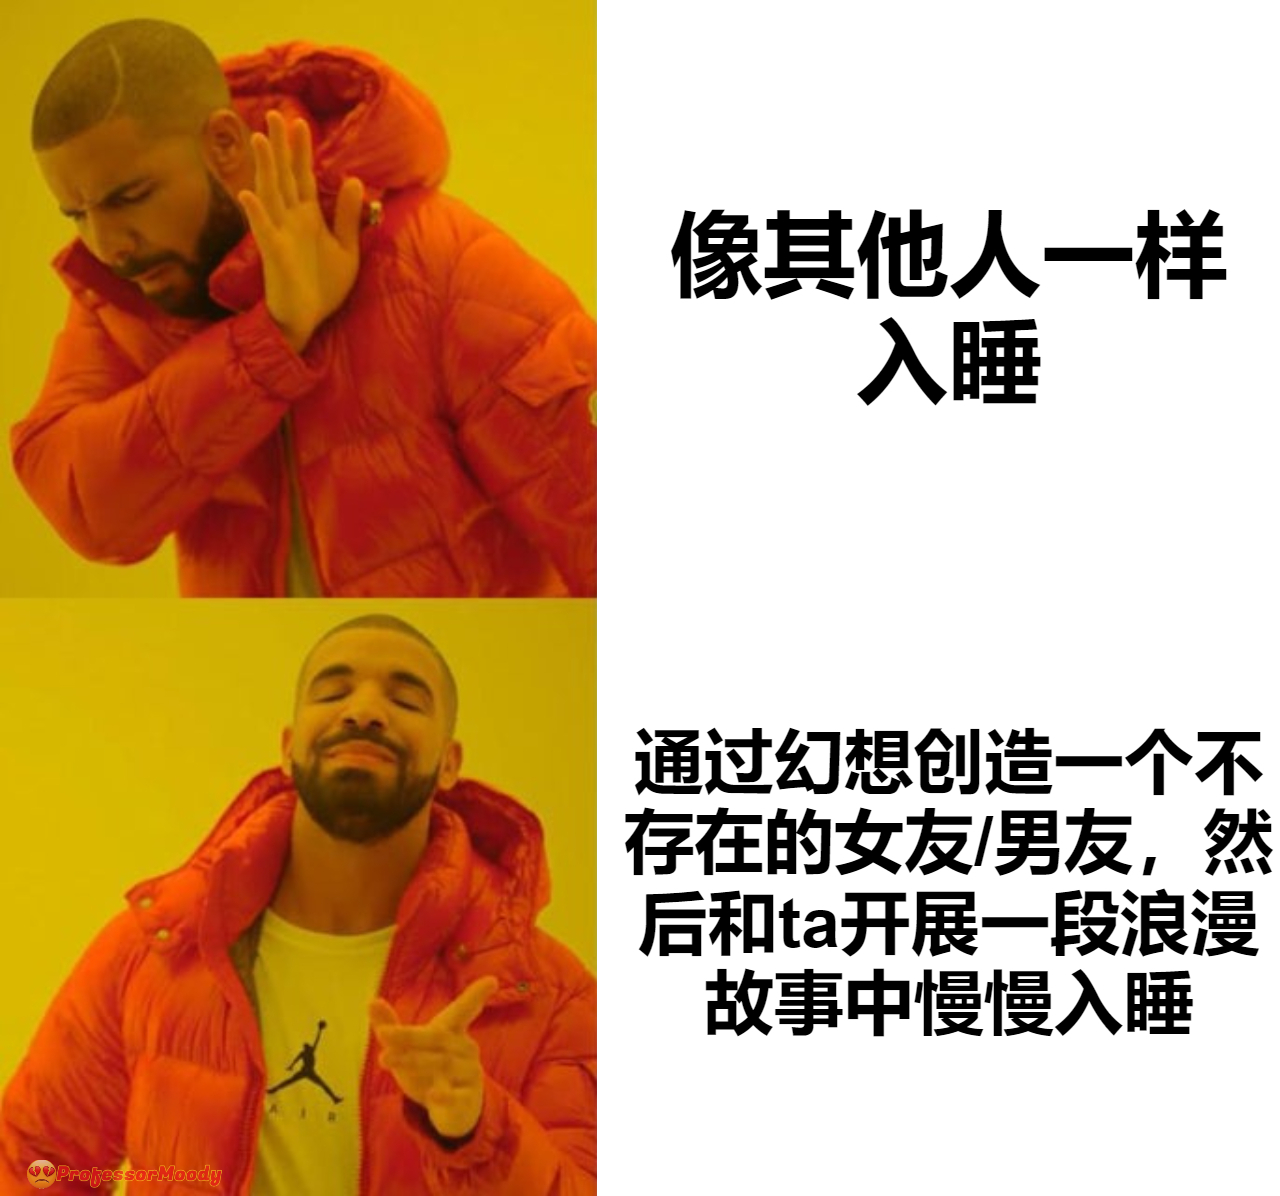 像其他人一样
入睡
通过幻想创造一个不
存在的女友/男友，然
后和ta开展一段浪漫
故事中慢慢入睡
AIR
ProfessorMoody